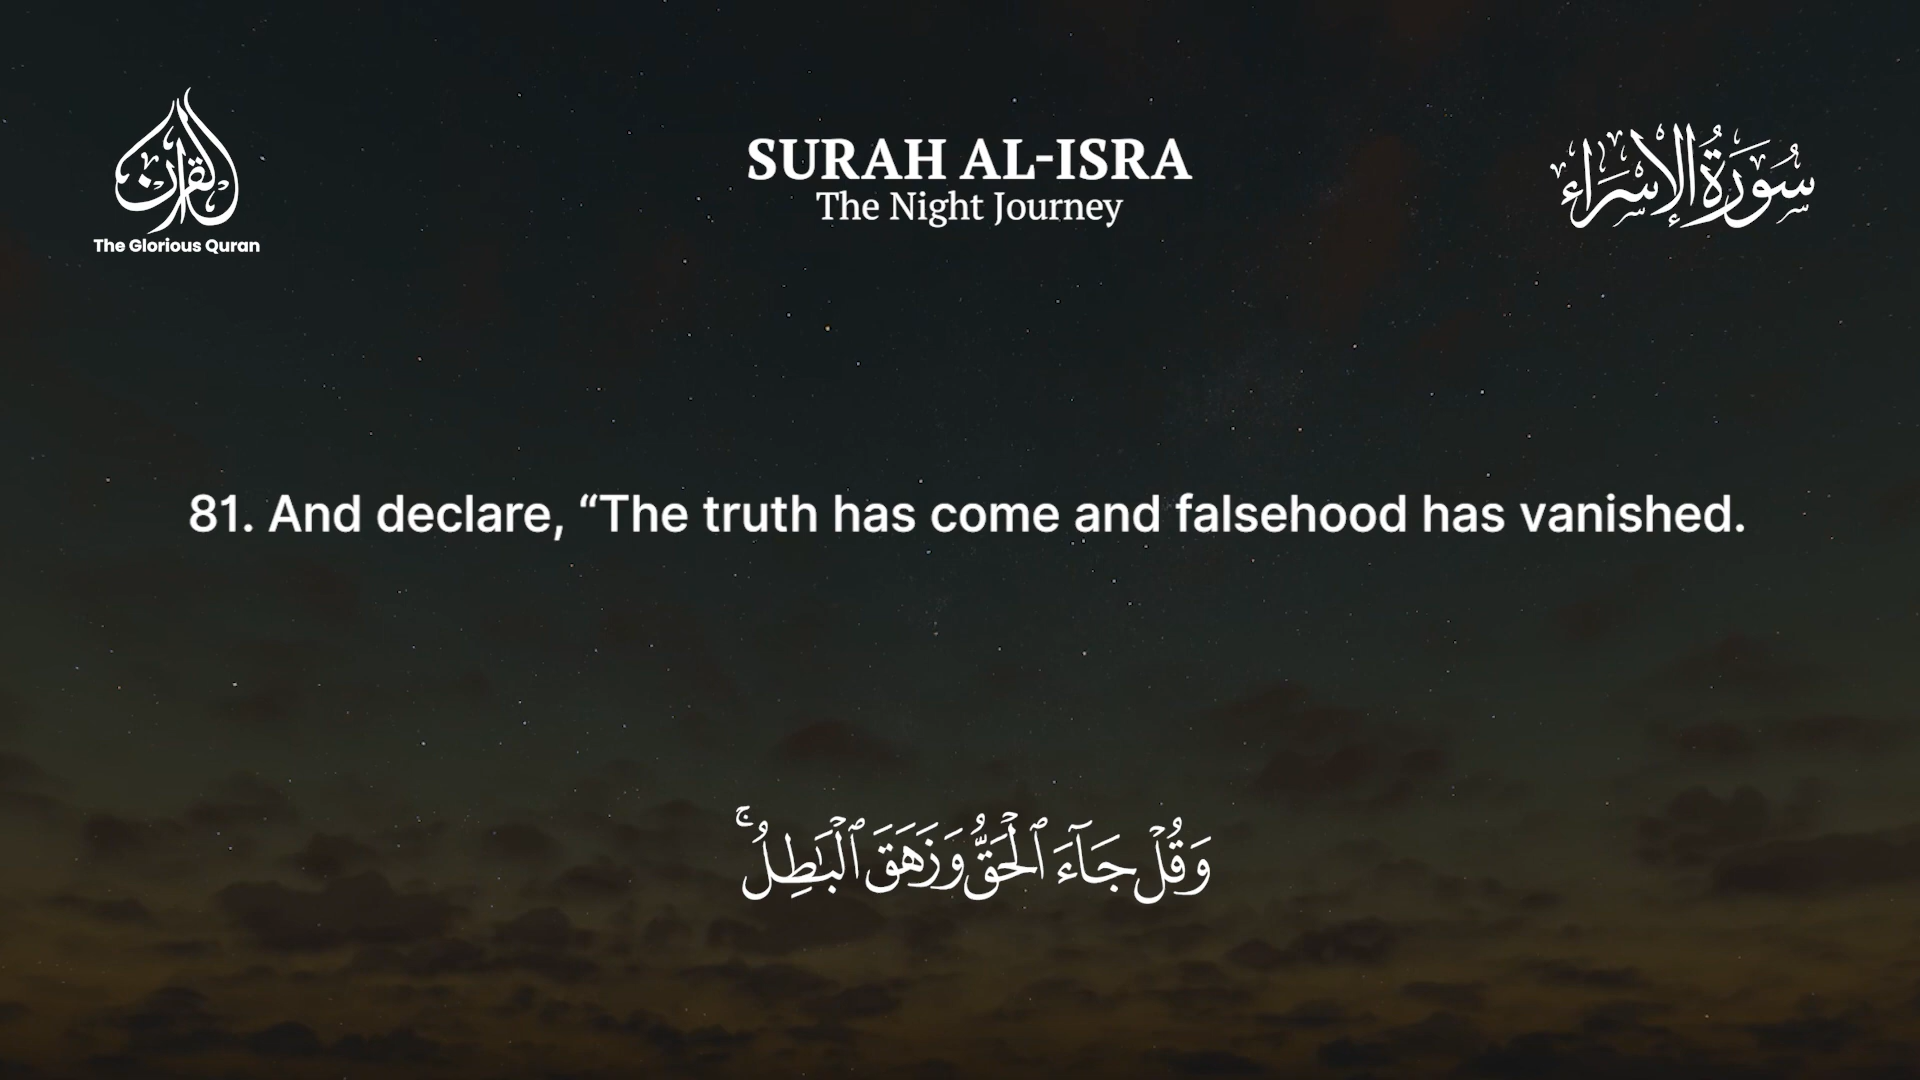 القرآن
The Glorious Quran
SURAH AL-ISRA
The Night Journey
سُورَةُ الإِسْرَاء
81. And declare, “The truth has come and falsehood has vanished.
وَقُلْ جَآءَ ٱلْحَقُّ وَزَهَقَ ٱلْبَـٰطِلُ ۚ